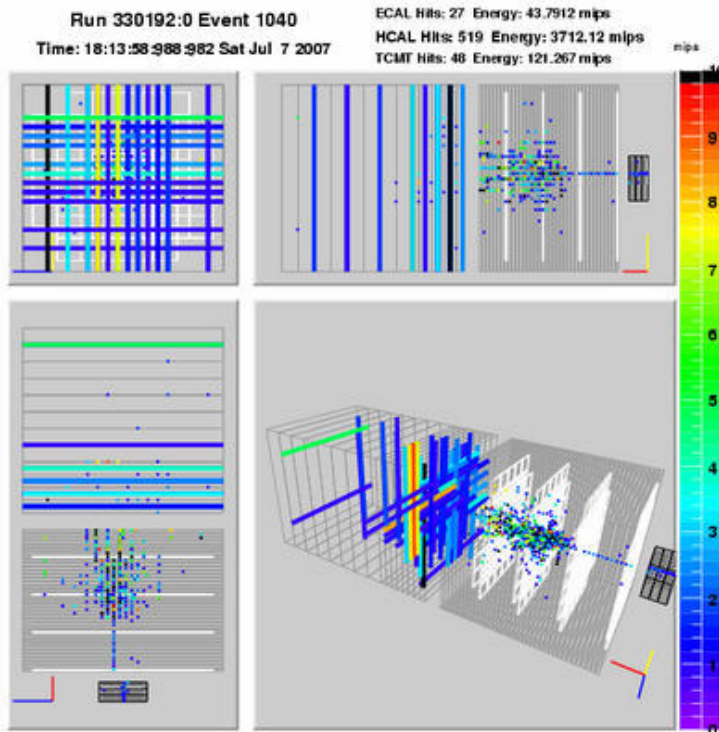 Run 330192:0 Event 1040
Time: 18:13:58:988:982 Sat Jul 7 2007
ECAL Hits: 27 Energy: 43.7912 mips
HCAL Hits: 519 Energy: 3712.12 mips
TCMT Hits: 48 Energy: 121.267 mips
mips
9
8
7
6
5
4
3
2
1
0